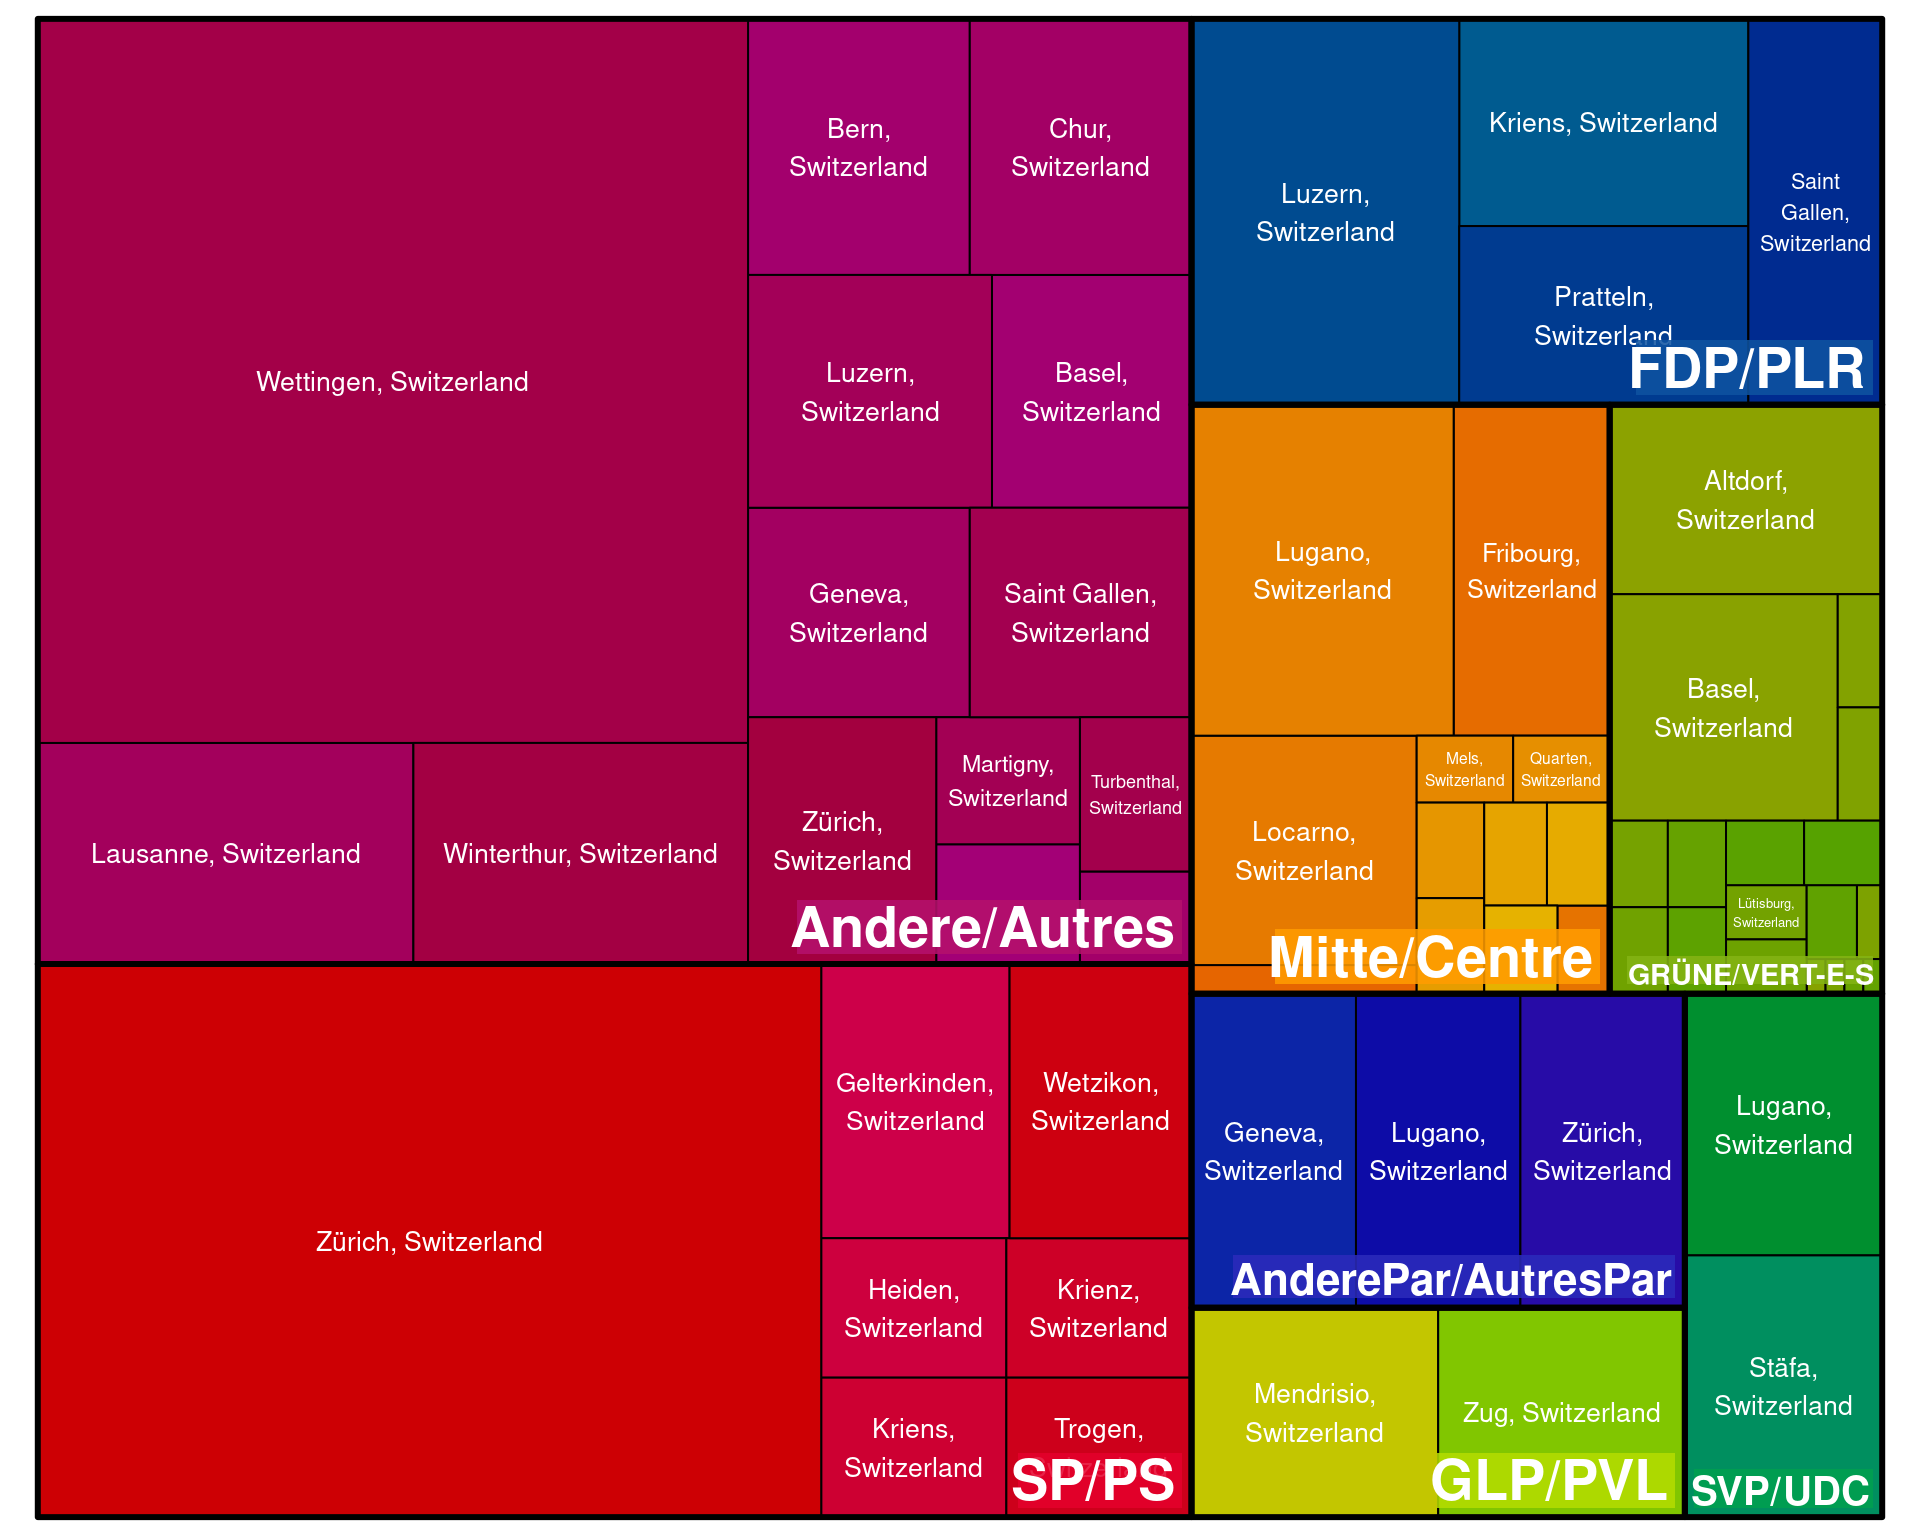 Wettingen, Switzerland
Lausanne, Switzerland
Winterthur, Switzerland
Bern,
Switzerland
Chur,
Switzerland
Luzern,
Switzerland
Basel,
Switzerland
Geneva,
Switzerland
Saint Gallen,
Switzerland
Zürich,
Switzerland
Martigny,
Switzerland
Turbenthal,
Switzerland
Andere/Autres
Zürich, Switzerland
Gelterkinden,
Switzerland
Wetzikon,
Switzerland
Heiden,
Switzerland
Krienz,
Switzerland
Kriens,
Switzerland
Trogen,
SP/PS
Luzern,
Switzerland
Kriens, Switzerland
Pratteln,
Switzerland
Saint
Gallen,
Switzerland
FDP/PLR
Lugano,
Switzerland
Fribourg,
Switzerland
Locarno,
Switzerland
Mels,
Switzerland
Quarten,
Switzerland
Mitte/Centre
Altdorf,
Switzerland
Basel,
Switzerland
Lütisburg,
Switzerland
GRÜNE/VERT-E-S
Geneva,
Switzerland
Lugano,
Switzerland
Zürich,
Switzerland
AnderePar/AutresPar
Mendrisio,
Switzerland
Zug, Switzerland
GLP/PVL
Lugano,
Switzerland
Stäfa,
Switzerland
SVP/UDC